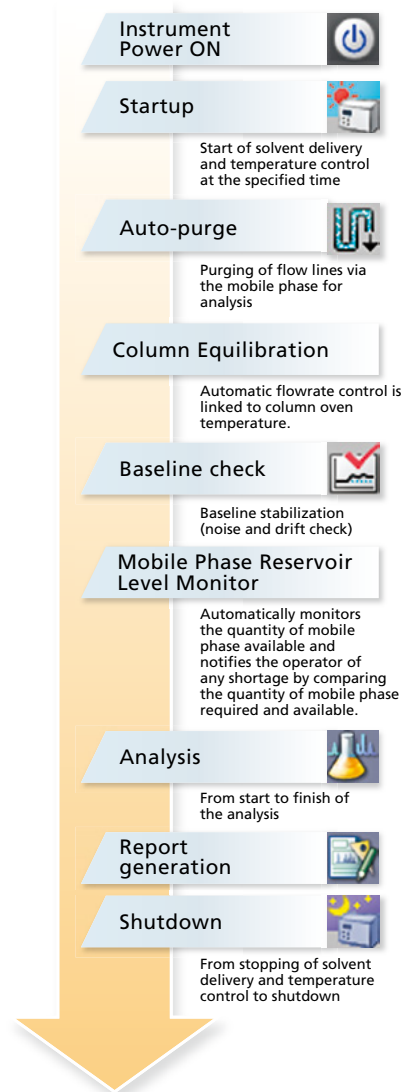 Instrument
Power ON
Startup
Start of solvent delivery
and temperature control
at the specified time
Auto-purge
Purging of flow lines via
the mobile phase for
analysis
Column Equilibration
Automatic flowrate control is
linked to column oven
temperature.
Baseline check
Baseline stabilization
(noise and drift check)
Mobile Phase Reservoir
Level Monitor
Automatically monitors
the quantity of mobile
phase available and
notifies the operator of
any shortage by comparing
the quantity of mobile phase
required and available.
Analysis
From start to finish of
the analysis
Report
generation
Shutdown
From stopping of solvent
delivery and temperature
control to shutdown